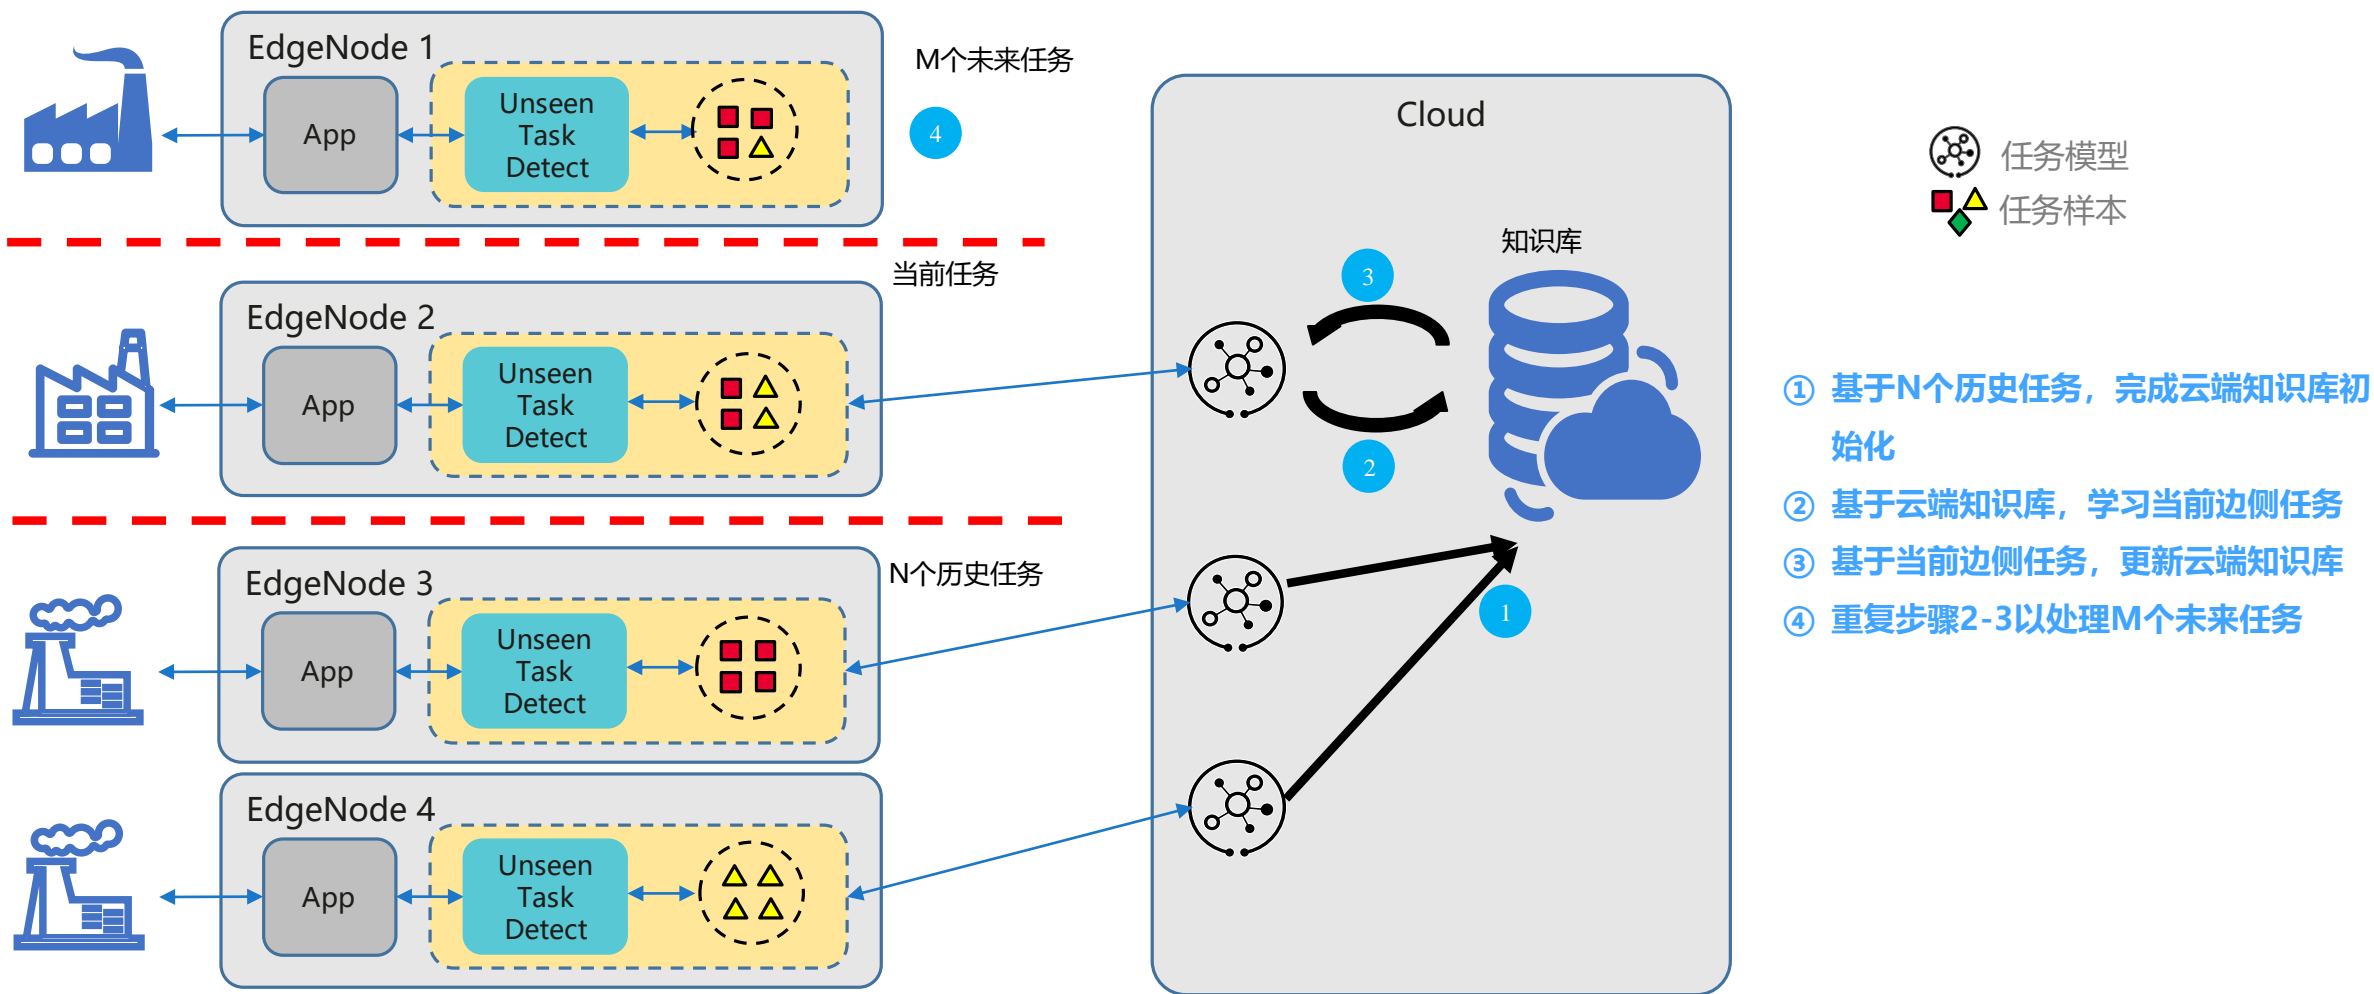 EdgeNode 1
App
Unseen
Task
Detect
M个未来任务
4
当前任务
EdgeNode 2
App
Unseen
Task
Detect
N个历史任务
EdgeNode 3
App
Unseen
Task
Detect
EdgeNode 4
App
Unseen
Task
Detect
Cloud
知识库
3
2
1
任务模型
任务样本
① 基于N个历史任务，完成云端知识库初
始化
② 基于云端知识库，学习当前边侧任务
③ 基于当前边侧任务，更新云端知识库
④ 重复步骤2-3以处理M个未来任务